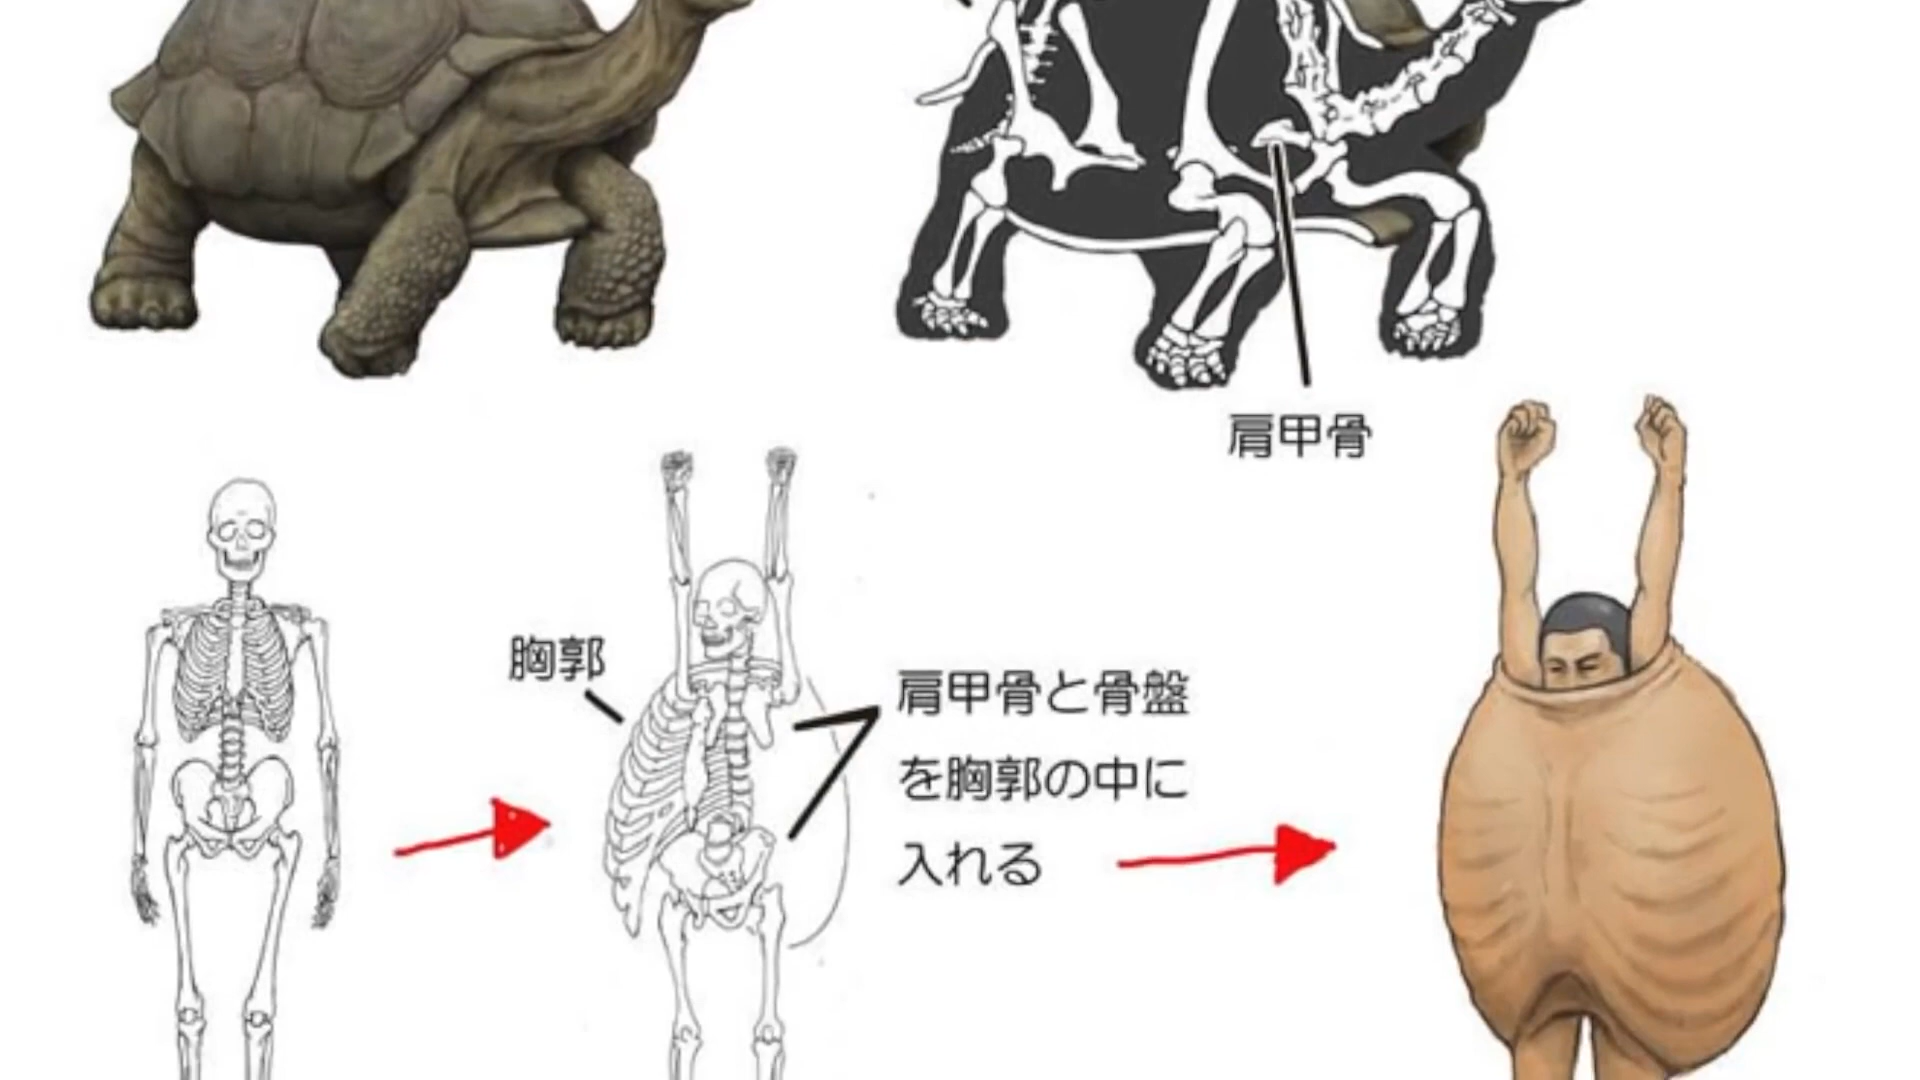 肩甲骨
胸郭
肩甲骨と骨盤
を胸郭の中に
入れる